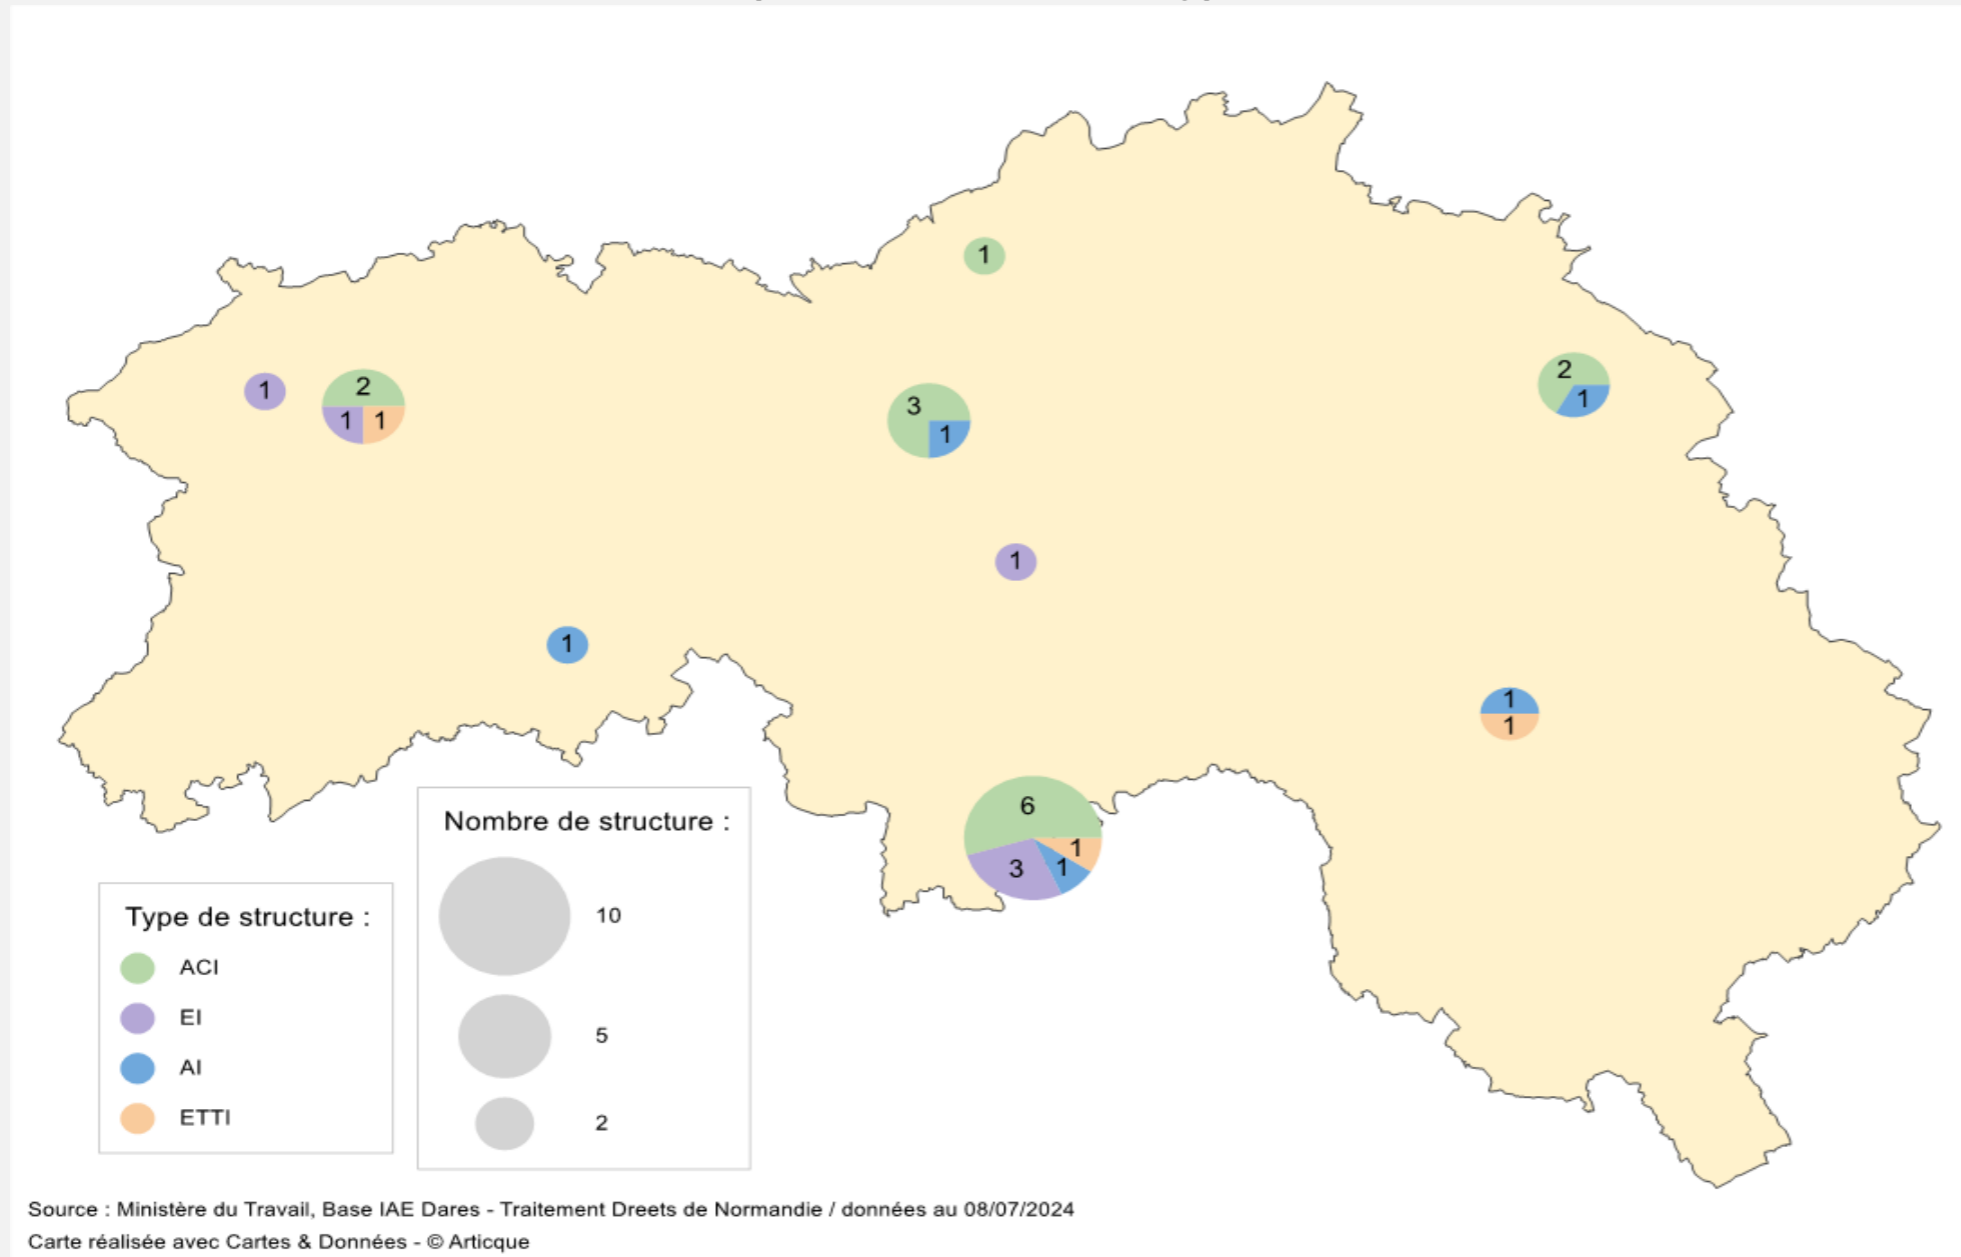 1
1
2
1 1
3
1
2
1
1
1
1
1
6
3
1
1
Nombre de structure :
10
5
2
Type de structure :
ACI
EI
AI
ETTI
Source : Ministère du Travail, Base IAE Dares - Traitement Dreets de Normandie / données au 08/07/2024
Carte réalisée avec Cartes & Données - © Articque